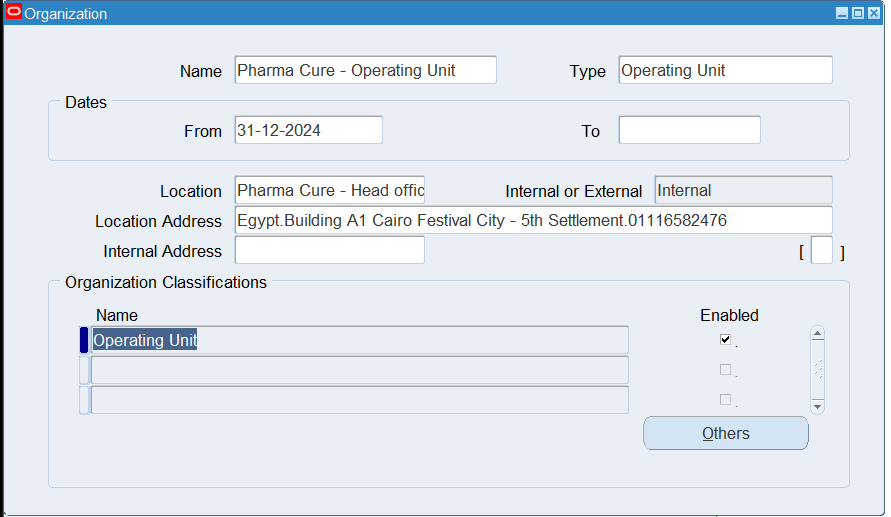 Organization
Name Pharma Cure - Operating Unit Type Operating Unit
Dates
From 31-12-2024 To
Location Pharma Cure - Head offic Internal or External Internal
Location Address Egypt.Building A1 Cairo Festival City - 5th Settlement.01116582476
Internal Address [ ]
Organization Classifications
Name Enabled
Operating Unit .
.
.
Others